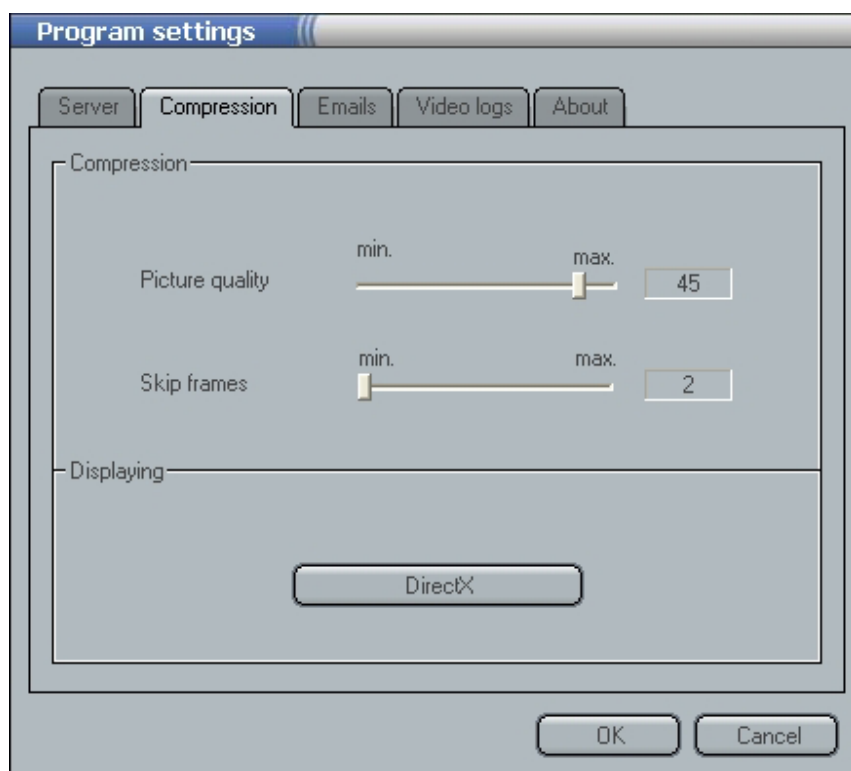 Program settings
Server Compression Emails Video logs About
Compression
min. max.
Picture quality 45
min. max.
Skip frames 2
Displaying
DirectX
OK Cancel